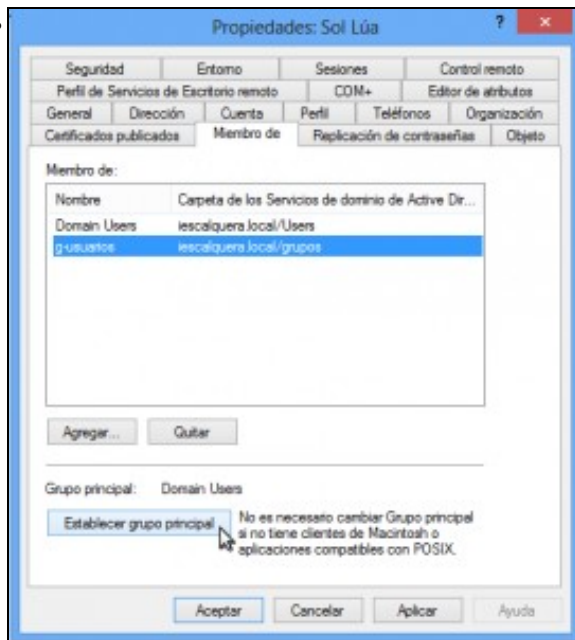 Propiedades: Sol Lúa
?
Seguridad Entorno Sesiones Control remoto
Perfil de Servicios de Escritorio remoto COM+ Editor de atributos
General Dirección Cuenta Perfil Teléfonos Organización
Certificados publicados Miembro de Replicación de contraseñas Objeto
Miembro de:
Nombre Carpeta de los Servicios de dominio de Active Dir...
Domain Users iescalquera.local/Users
g-usuarios iescalquera.local/grupos
Agregar... Quitar
Grupo principal: Domain Users
Establecer grupo principal
No es necesario cambiar Grupo principal
si no tiene clientes de Macintosh o
aplicaciones compatibles con POSIX.
Aceptar Cancelar Aplicar Ayuda